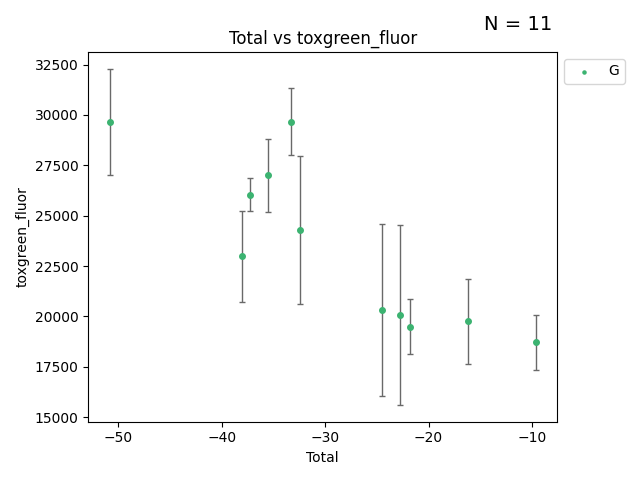 N = 11
Total vs toxgreen_fluor
G
toxgreen_fluor
32500
30000
27500
25000
22500
20000
17500
15000
−50 −40 −30 −20 −10
Total